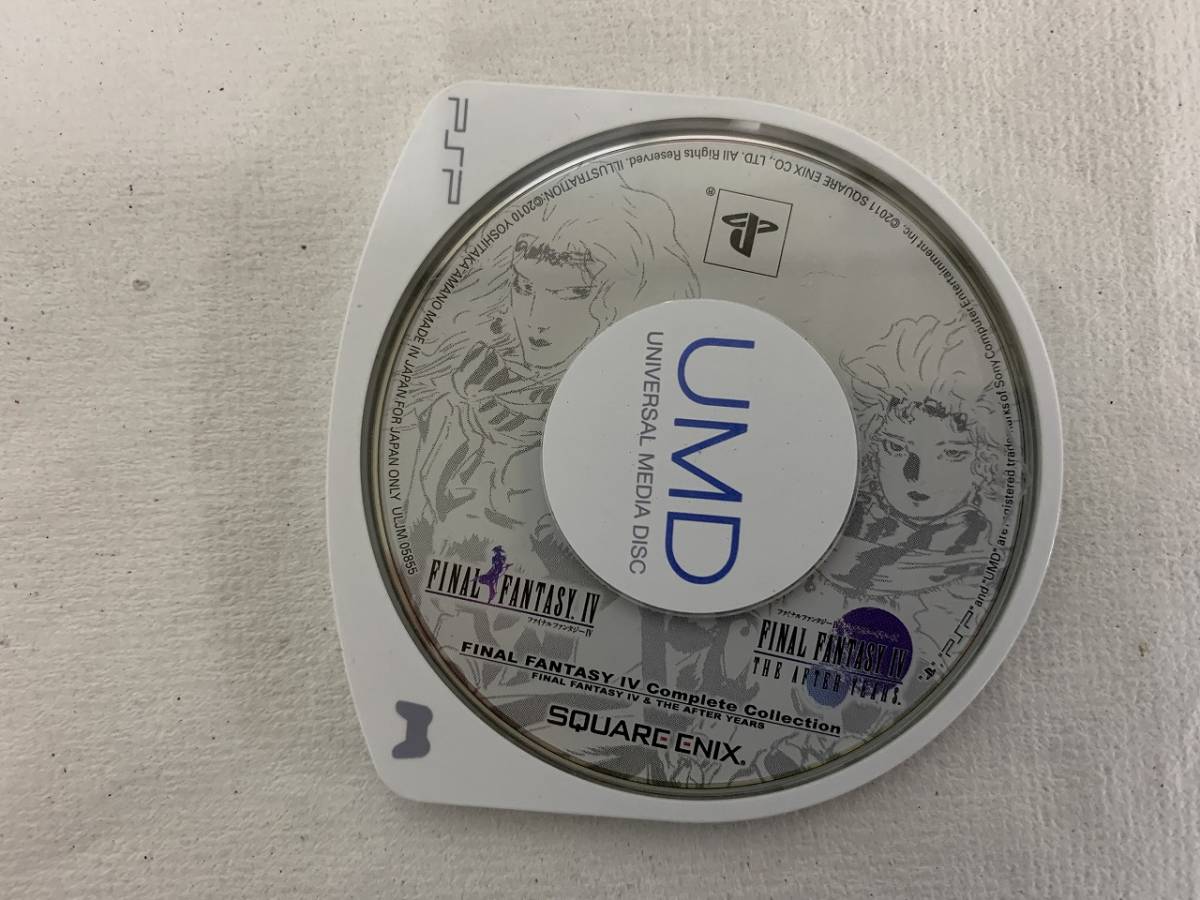 PSP
©2011 SQUARE ENIX CO., LTD. All Rights Reserved. ILLUSTRATION:©2010 YOSHITAKA AMANO MADE IN JAPAN FOR JAPAN ONLY ULJM 05855
and "UMD" are registered trademarks of Sony Computer Entertainment Inc.
®
UMD
UNIVERSAL MEDIA DISC
FINAL FANTASY IV
ファイナルファンタジーIV
FINAL FANTASY IV
THE AFTER YEARS
FINAL FANTASY IV Complete Collection
FINAL FANTASY IV & THE AFTER YEARS
SQUARE ENIX